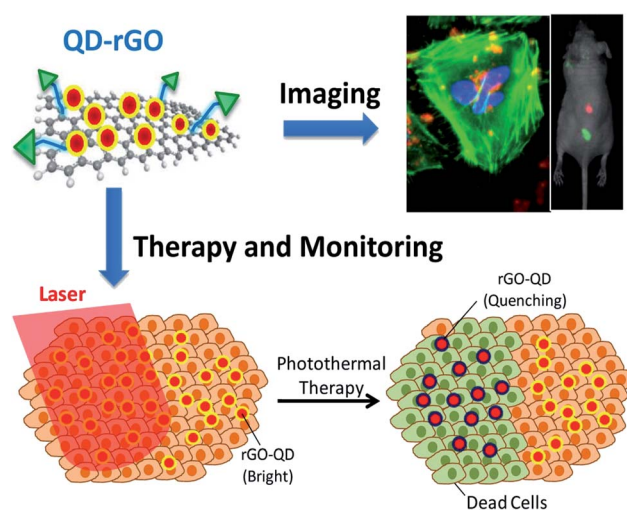 QD-rGO
Imaging
Therapy and Monitoring
Laser
rGO-QD
(Bright)
Photothermal
Therapy
rGO-QD
(Quenching)
Dead Cells